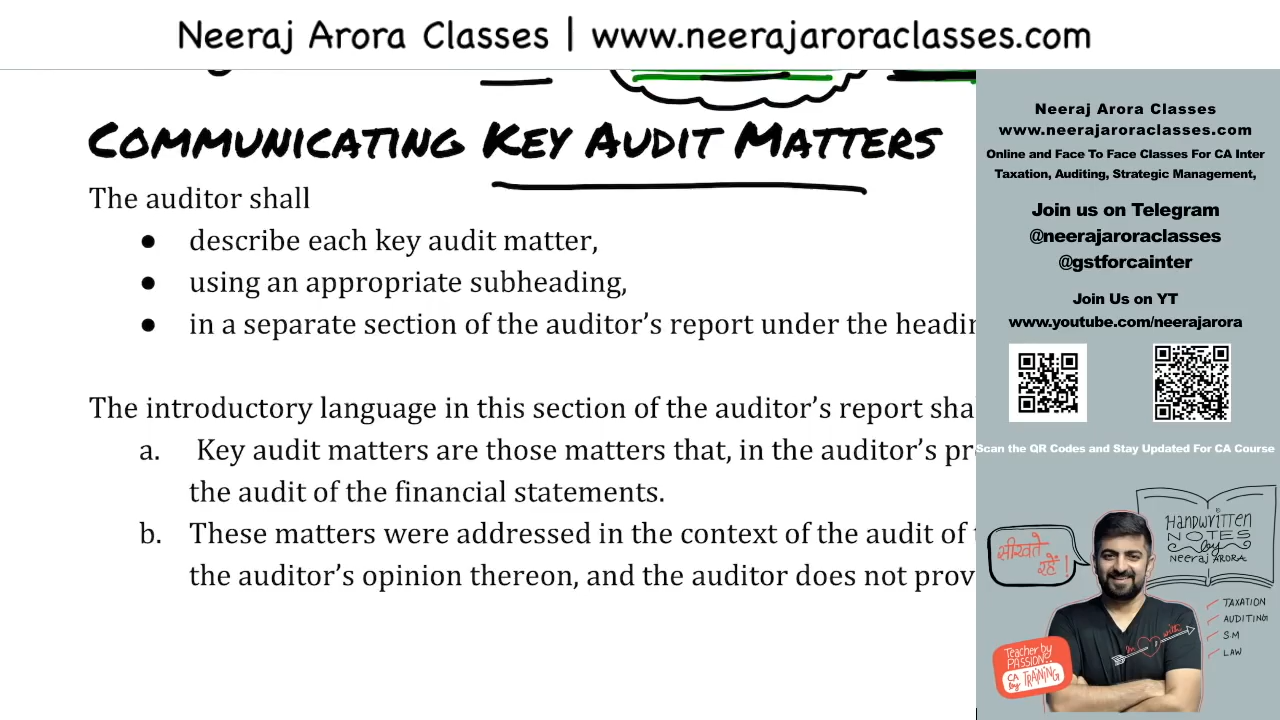 Neeraj Arora Classes | www.neerajaroraclasses.com
Communicating Key Audit Matters
The auditor shall
● describe each key audit matter,
● using an appropriate subheading,
● in a separate section of the auditor's report under the headin
The introductory language in this section of the auditor's report sha
a. Key audit matters are those matters that, in the auditor's pr
the audit of the financial statements.
b. These matters were addressed in the context of the audit of
the auditor's opinion thereon, and the auditor does not prov
Neeraj Arora Classes
www.neerajaroraclasses.com
Online and Face To Face Classes For CA Inter
Taxation, Auditing, Strategic Management,
Join us on Telegram
@neerajaroraclasses
@gstforcainter
Join Us on YT
www.youtube.com/neerajarora
Scan the QR Codes and Stay Updated For CA Course
Handwritten
Notes
by
Neeraj Arora
सीखते
रहें !
TAXATION
AUDITING
SM
LAW
Teacher by
PASSION
CA
by TRAINING